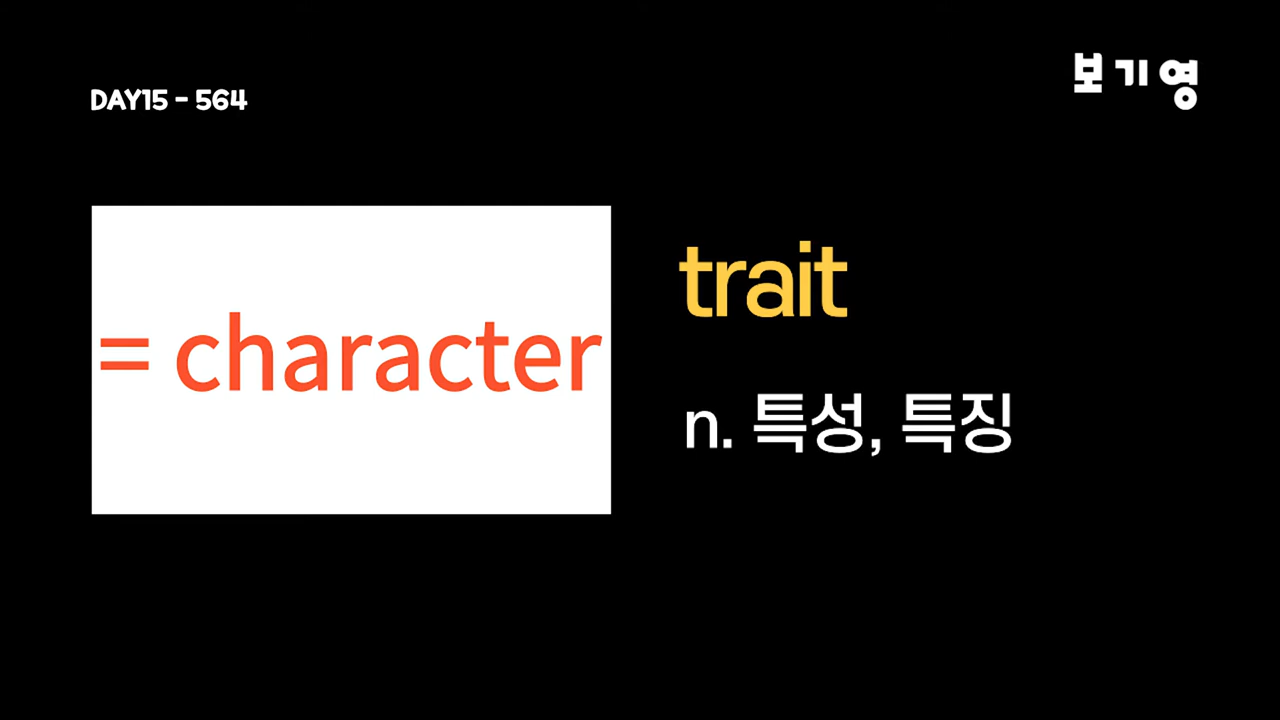 DAY15 - 564
보기영
= character
trait
n. 특성, 특징